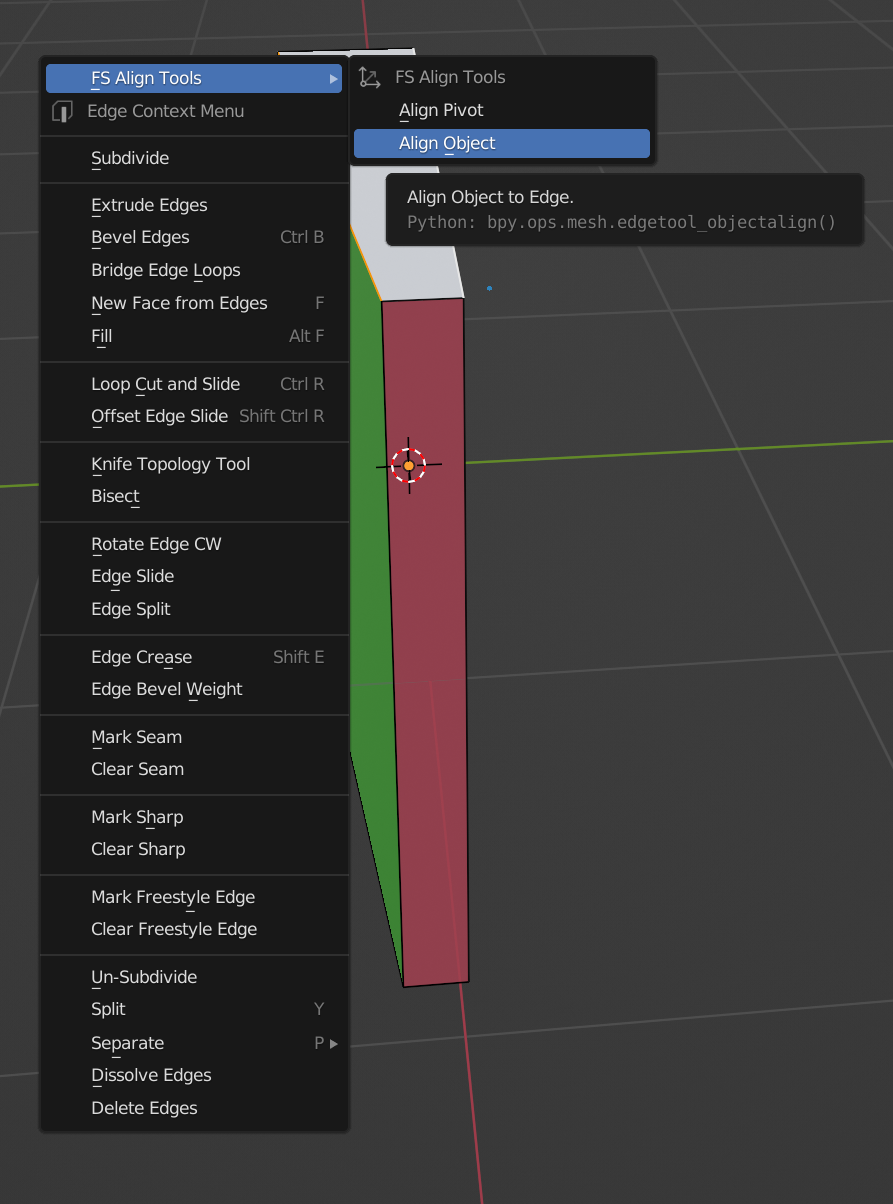 FS Align Tools
Edge Context Menu
Subdivide
Extrude Edges
Bevel Edges Ctrl B
Bridge Edge Loops
New Face from Edges F
Fill Alt F
Loop Cut and Slide Ctrl R
Offset Edge Slide Shift Ctrl R
Knife Topology Tool
Bisect
Rotate Edge CW
Edge Slide
Edge Split
Edge Crease Shift E
Edge Bevel Weight
Mark Seam
Clear Seam
Mark Sharp
Clear Sharp
Mark Freestyle Edge
Clear Freestyle Edge
Un-Subdivide
Split Y
Separate P
Dissolve Edges
Delete Edges
FS Align Tools
Align Pivot
Align Object
Align Object to Edge.
Python: bpy.ops.mesh.edgetool_objectalign()